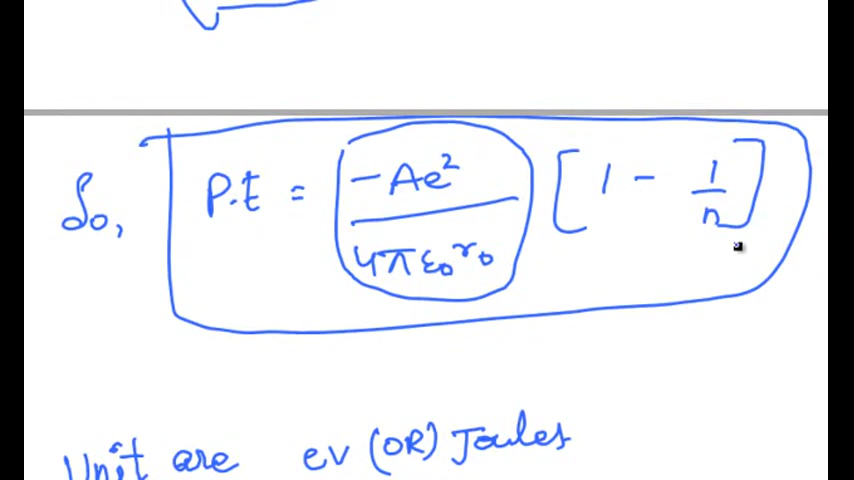 So, P.E = -Ae²/4πε₀r₀ [1 - 1/n]
Unit are ev (OR) Joules